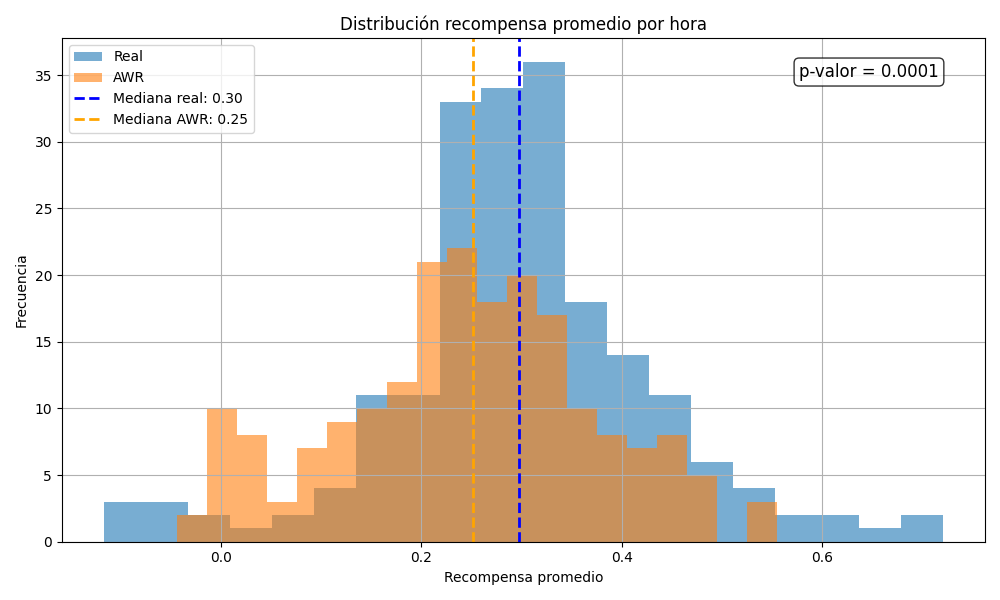 Distribución recompensa promedio por hora
Real
AWR
Mediana real: 0.30
Mediana AWR: 0.25
p-valor = 0.0001
Frecuencia
35
30
25
20
15
10
5
0
0.0 0.2 0.4 0.6
Recompensa promedio